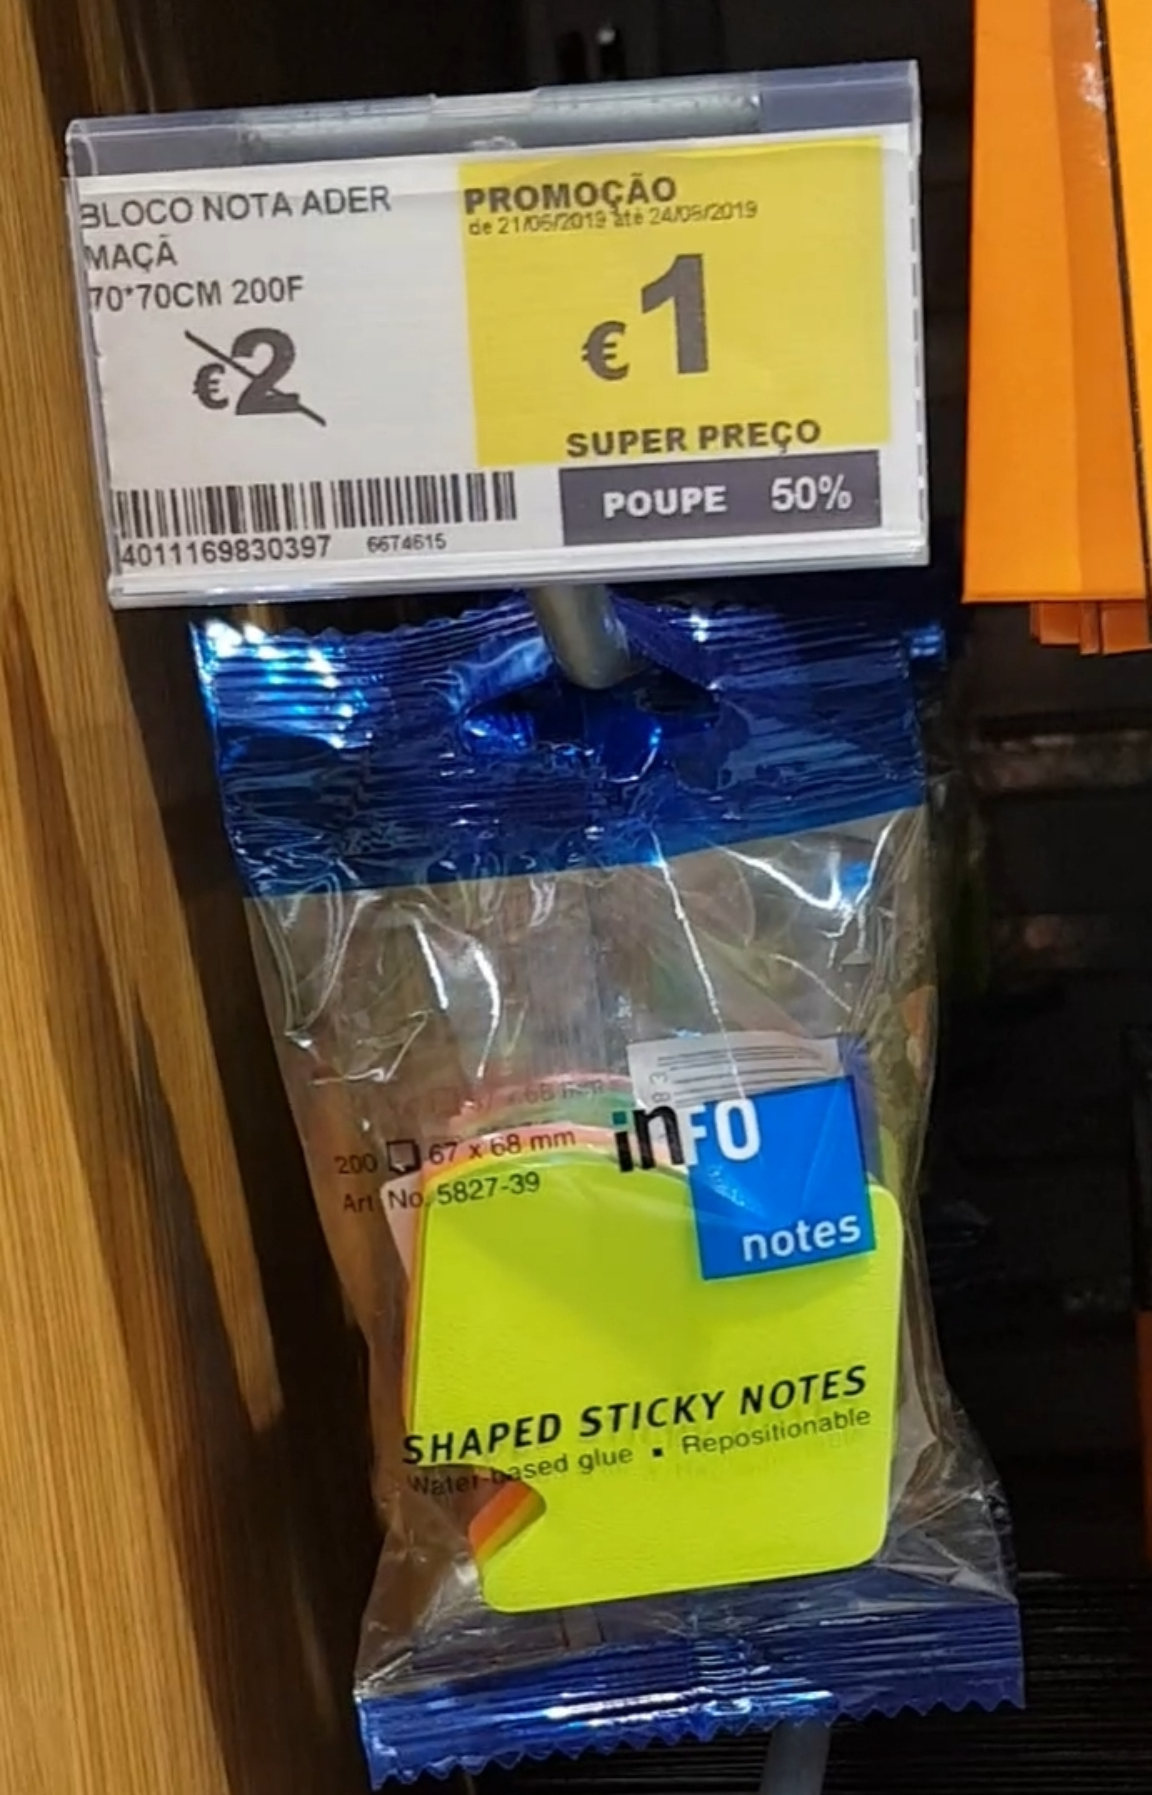 BLOCO NOTA ADER
MAÇÃ
70*70CM 200F
€2
PROMOÇÃO
de 21/06/2019 até 24/06/2019
€1
SUPER PREÇO
POUPE 50%
4011169830397 6674615
200 67 x 68 mm
Art. No. 5827-39
inFO
notes
SHAPED STICKY NOTES
Water-based glue ▪ Repositionable